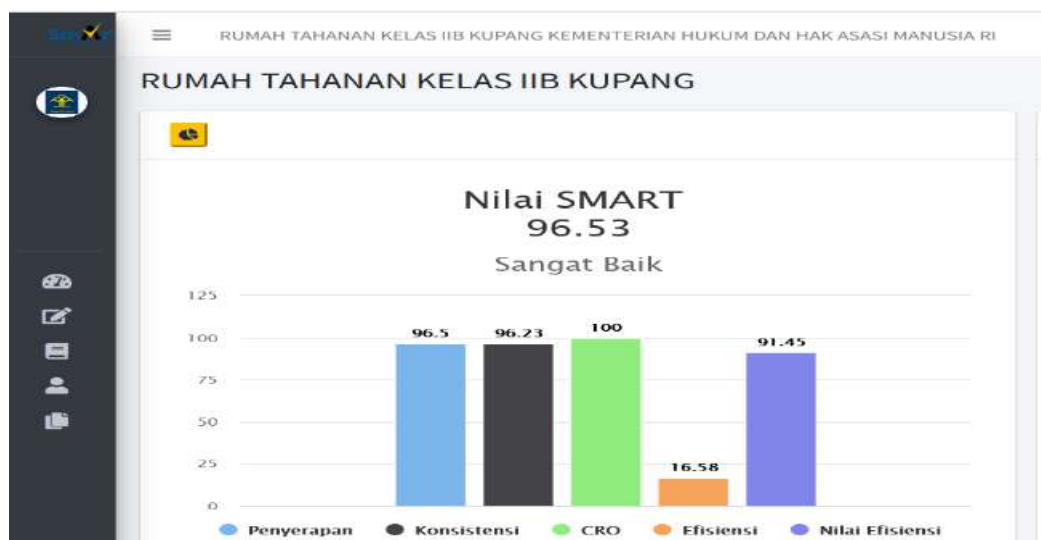 RUMAH TAHANAN KELAS IIB KUPANG KEMENTERIAN HUKUM DAN HAK ASASI MANUSIA RI
RUMAH TAHANAN KELAS IIB KUPANG
Nilai SMART
96.53
Sangat Baik
125
100
75
50
25
0
96.5
96.23
100
16.58
91.45
Penyerapan
Konsistensi
CRO
Efisiensi
Nilai Efisiensi